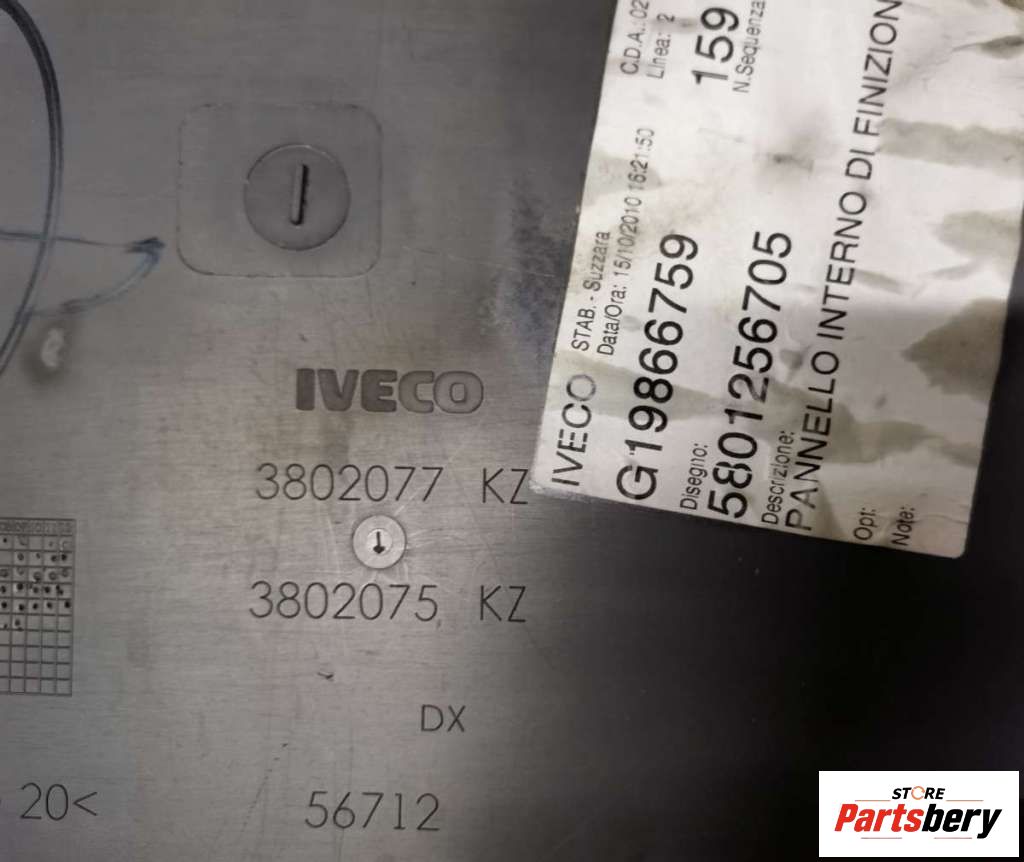 IVECO
3802077 KZ
3802075 KZ
DX
20<
56712
IVECO STAB. - Suzzara C.D.A.: 02
Data/Ora: 15/10/2010 16:21:50 Linea: 2
G19866759 159
Disegno: N.Sequenza
5801256705
Descrizione:
PANNELLO INTERNO DI FINIZION
Opt:
Note:
STORE
Partsbery